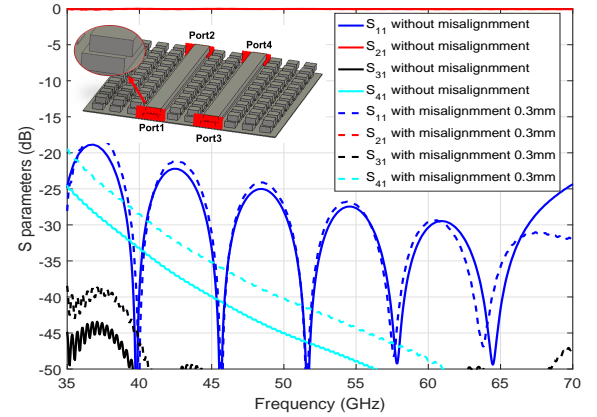 Port2
Port4
Port1
Port3
S11 without misalignmment
S21 without misalignmment
S31 without misalignmment
S41 without misalignmment
S11 with misalignmment 0.3mm
S21 with misalignmment 0.3mm
S31 with misalignmment 0.3mm
S41 with misalignmment 0.3mm
S parameters (dB)
0
-5
-10
-15
-20
-25
-30
-35
-40
-45
-50
35 40 45 50 55 60 65 70
Frequency (GHz)